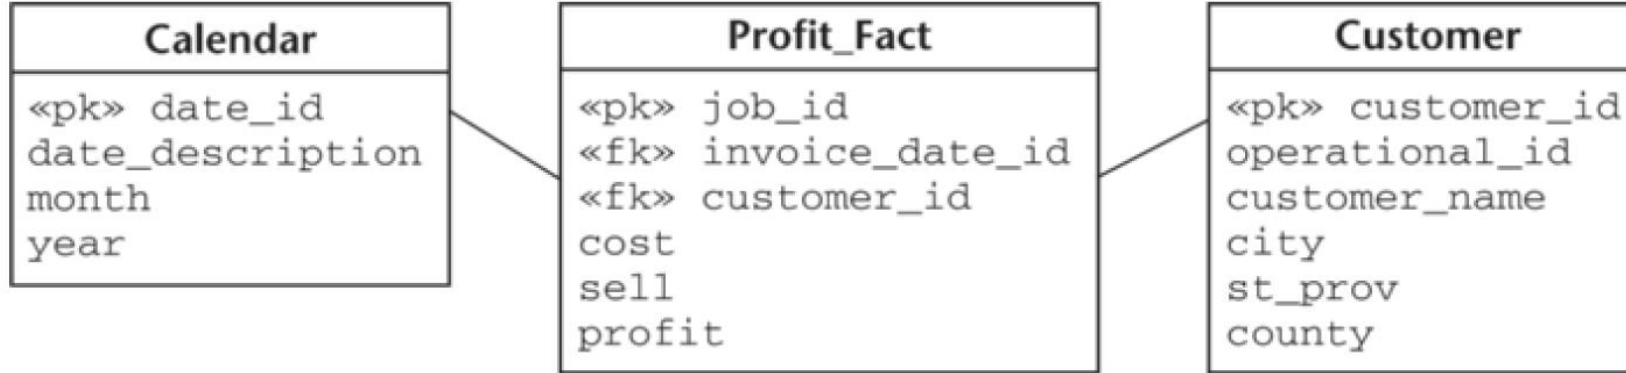 Calendar
«pk» date_id
date_description
month
year
Profit_Fact
«pk» job_id
«fk» invoice_date_id
«fk» customer_id
cost
sell
profit
Customer
«pk» customer_id
operational_id
customer_name
city
st_prov
county